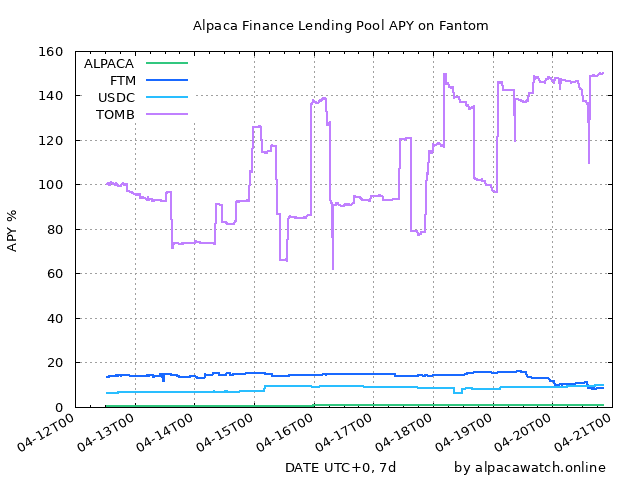 Alpaca Finance Lending Pool APY on Fantom
160
140
120
100
80
60
40
20
0
APY %
ALPACA
FTM
USDC
TOMB
04-12T00
04-13T00
04-14T00
04-15T00
04-16T00
04-17T00
04-18T00
04-19T00
04-20T00
04-21T00
DATE UTC+0, 7d
by alpacawatch.online